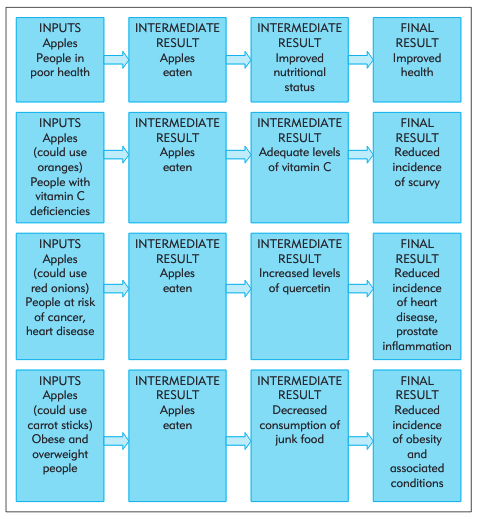 INPUTS
Apples
People in
poor health
INTERMEDIATE
RESULT
Apples
eaten
INTERMEDIATE
RESULT
Improved
nutritional
status
FINAL
RESULT
Improved
health
INPUTS
Apples
(could use
oranges)
People with
vitamin C
deficiencies
INTERMEDIATE
RESULT
Apples
eaten
INTERMEDIATE
RESULT
Adequate levels
of vitamin C
FINAL
RESULT
Reduced
incidence
of scurvy
INPUTS
Apples
(could use
red onions)
People at risk
of cancer,
heart disease
INTERMEDIATE
RESULT
Apples
eaten
INTERMEDIATE
RESULT
Increased levels
of quercetin
FINAL
RESULT
Reduced
incidence
of heart
disease,
prostate
inflammation
INPUTS
Apples
(could use
carrot sticks)
Obese and
overweight
people
INTERMEDIATE
RESULT
Apples
eaten
INTERMEDIATE
RESULT
Decreased
consumption of
junk food
FINAL
RESULT
Reduced
incidence
of obesity
and
associated
conditions